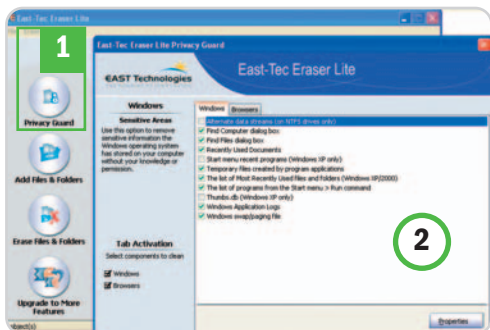 East-Tec Eraser Lite
1
Privacy Guard
Add Files & Folders
Erase Files & Folders
Upgrade to More
Features
object(s)
East-Tec Eraser Lite Privacy Guard
EAST Technologies
East-Tec Eraser Lite
Windows
Sensitive Areas
Use this option to remove
sensitive information the
Windows operating system
has stored on your computer
without your knowledge or
permission.
Tab Activation
Select components to clean
Windows
Browsers
Windows Browsers
Alternate data streams (on NTFS drives only)
Find Computer dialog box
Find Files dialog box
Recently Used Documents
Start menu recent programs (Windows XP only)
Temporary files created by program applications
The list of Most Recently Used files and folders (Windows XP/2000)
The list of programs from the Start menu > Run command
Thumbs.db (Windows XP only)
Windows Application Logs
Windows swap/paging file
2
Properties